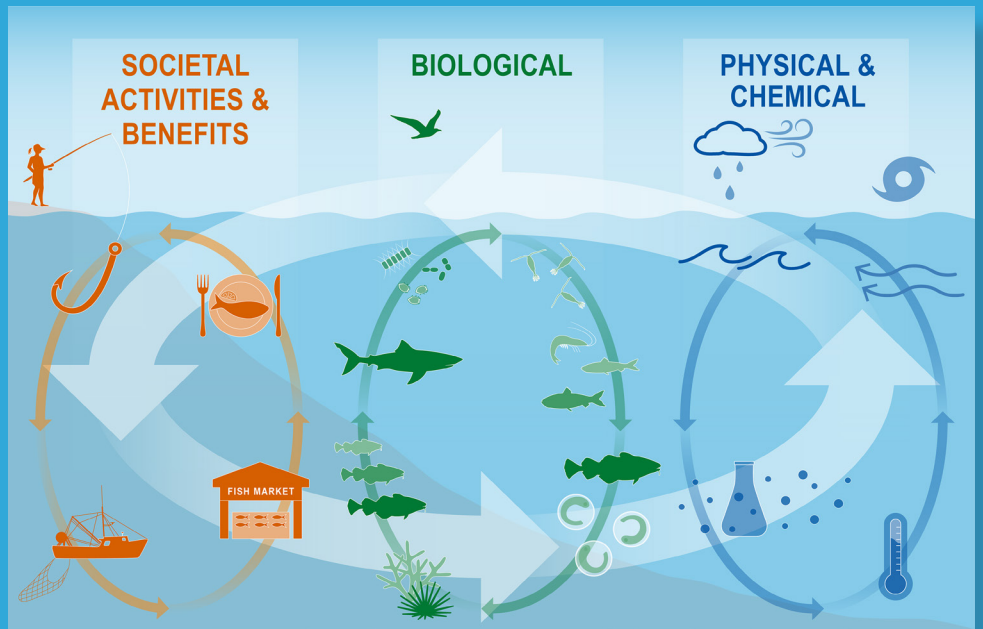 SOCIETAL
ACTIVITIES &
BENEFITS
BIOLOGICAL
PHYSICAL &
CHEMICAL
FISH MARKET